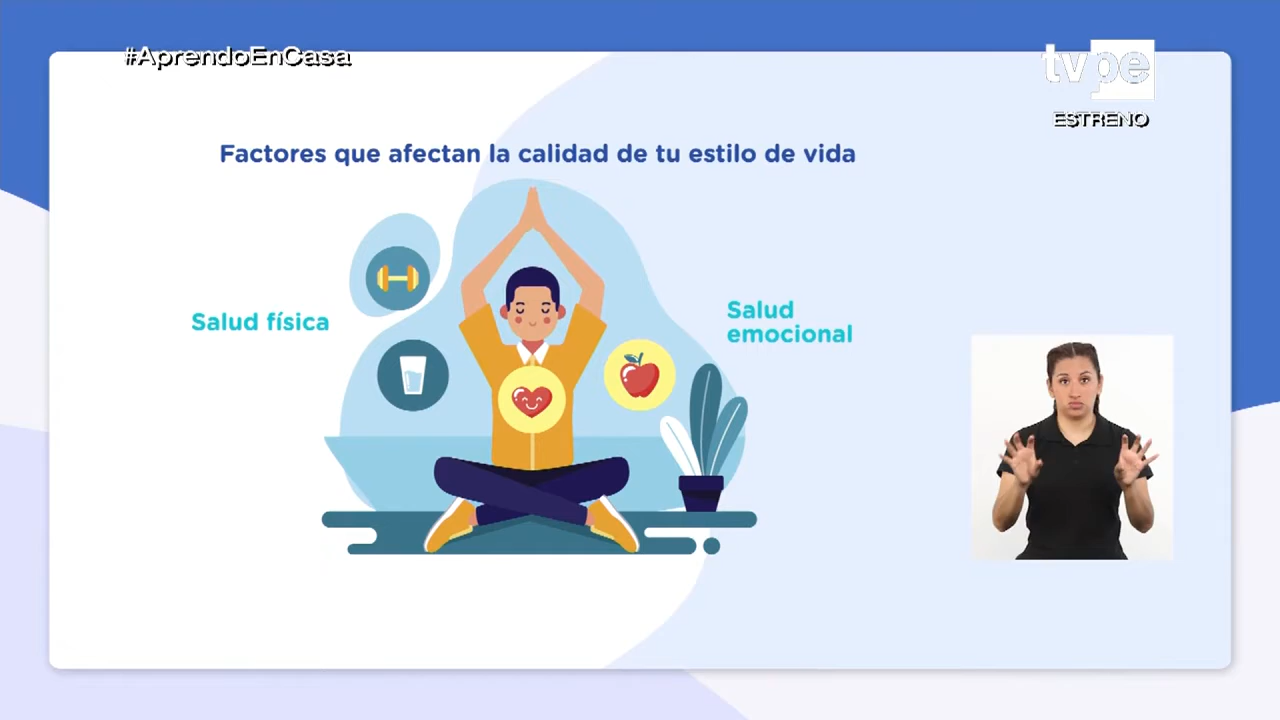 #AprendoEnCasa
tvpe
ESTRENO
Factores que afectan la calidad de tu estilo de vida
Salud física
Salud
emocional